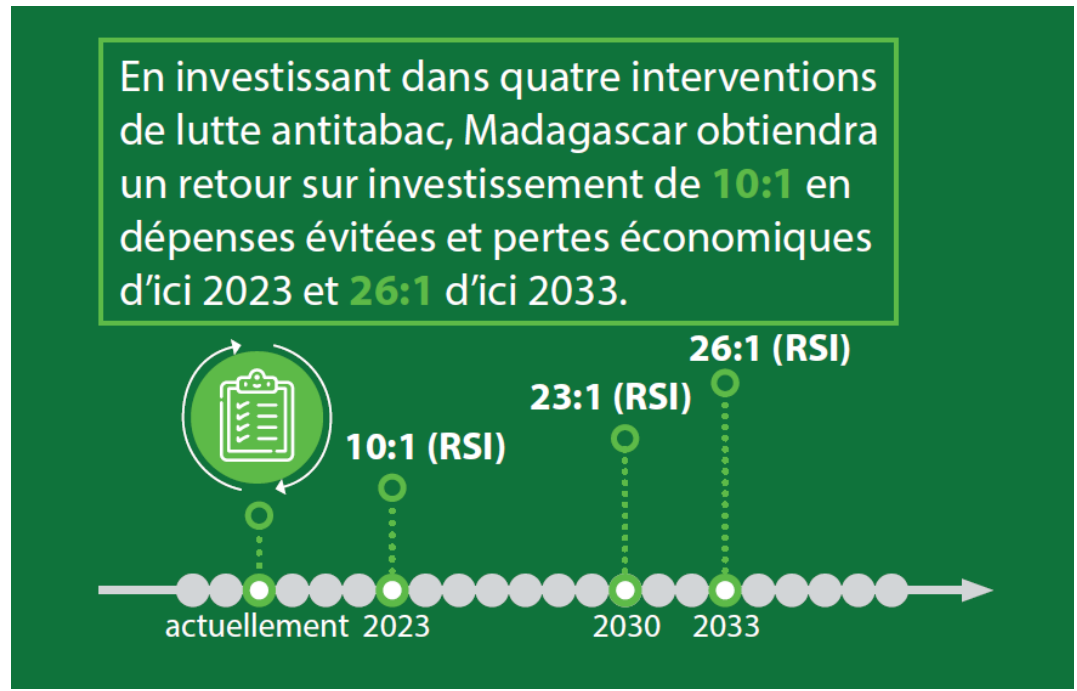 En investissant dans quatre interventions
de lutte antitabac, Madagascar obtiendra
un retour sur investissement de 10:1 en
dépenses évitées et pertes économiques
d’ici 2023 et 26:1 d’ici 2033.
26:1 (RSI)
23:1 (RSI)
10:1 (RSI)
actuellement 2023 2030 2033